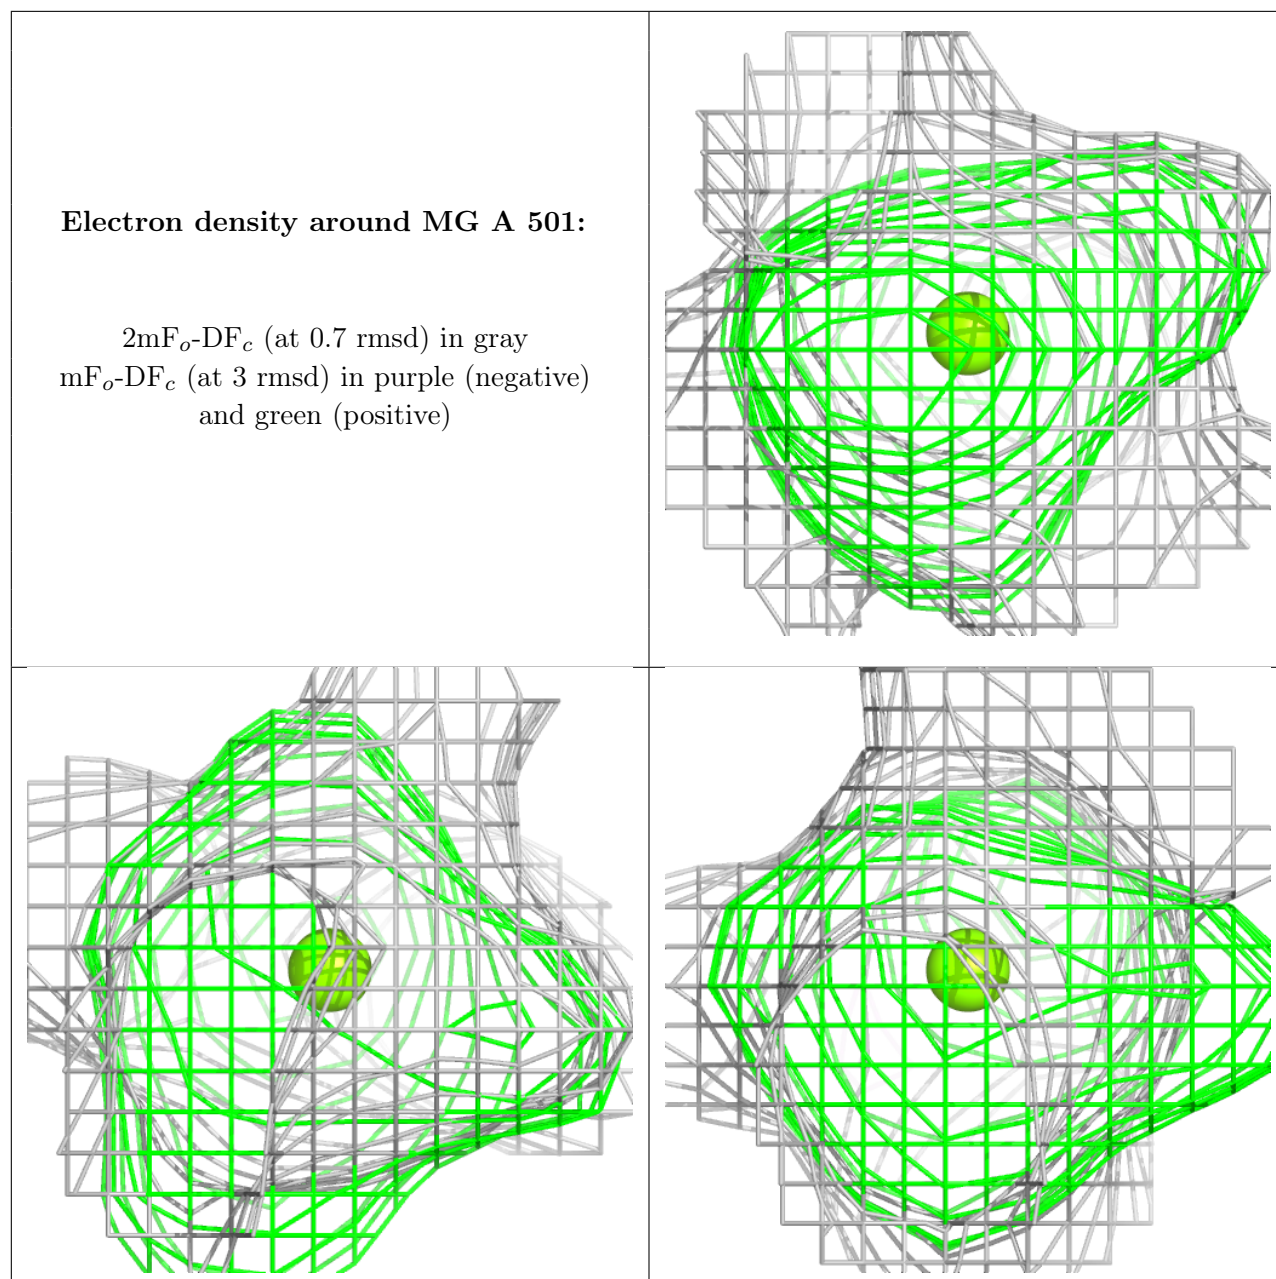 Electron density around MG A 501:
2mFo-DFc (at 0.7 rmsd) in gray
mFo-DFc (at 3 rmsd) in purple (negative)
and green (positive)